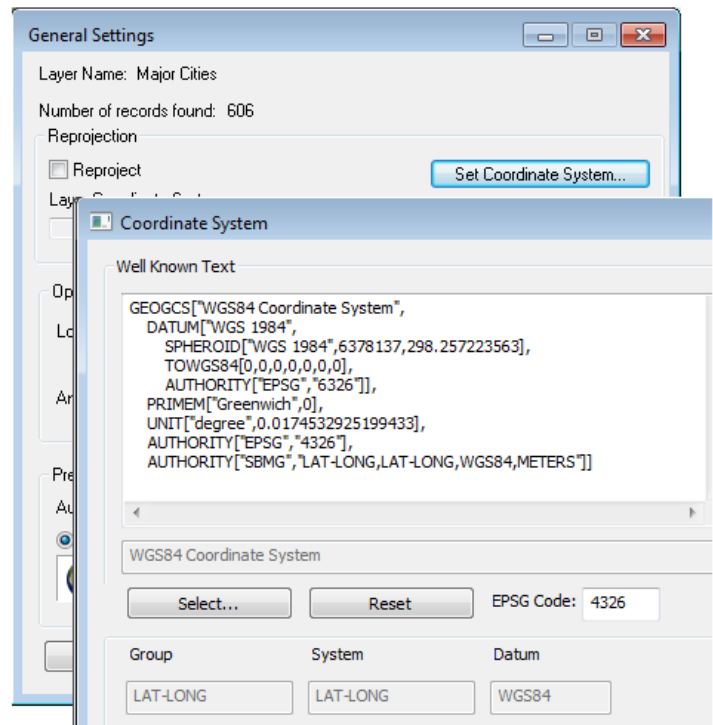 General Settings
Layer Name: Major Cities
Number of records found: 606
Reprojection
Reproject
Set Coordinate System...
Coordinate System
Well Known Text
GEOGCS["WGS84 Coordinate System",
DATUM["WGS 1984",
SPHEROID["WGS 1984",6378137,298.257223563],
TOWGS84[0,0,0,0,0,0,0],
AUTHORITY["EPSG","6326"]],
PRIMEM["Greenwich",0],
UNIT["degree",0.0174532925199433],
AUTHORITY["EPSG","4326"],
AUTHORITY["SBMG","LAT-LONG,LAT-LONG,WGS84,METERS"]]
WGS84 Coordinate System
Select...
Reset
EPSG Code: 4326
Group
System
Datum
LAT-LONG
LAT-LONG
WGS84